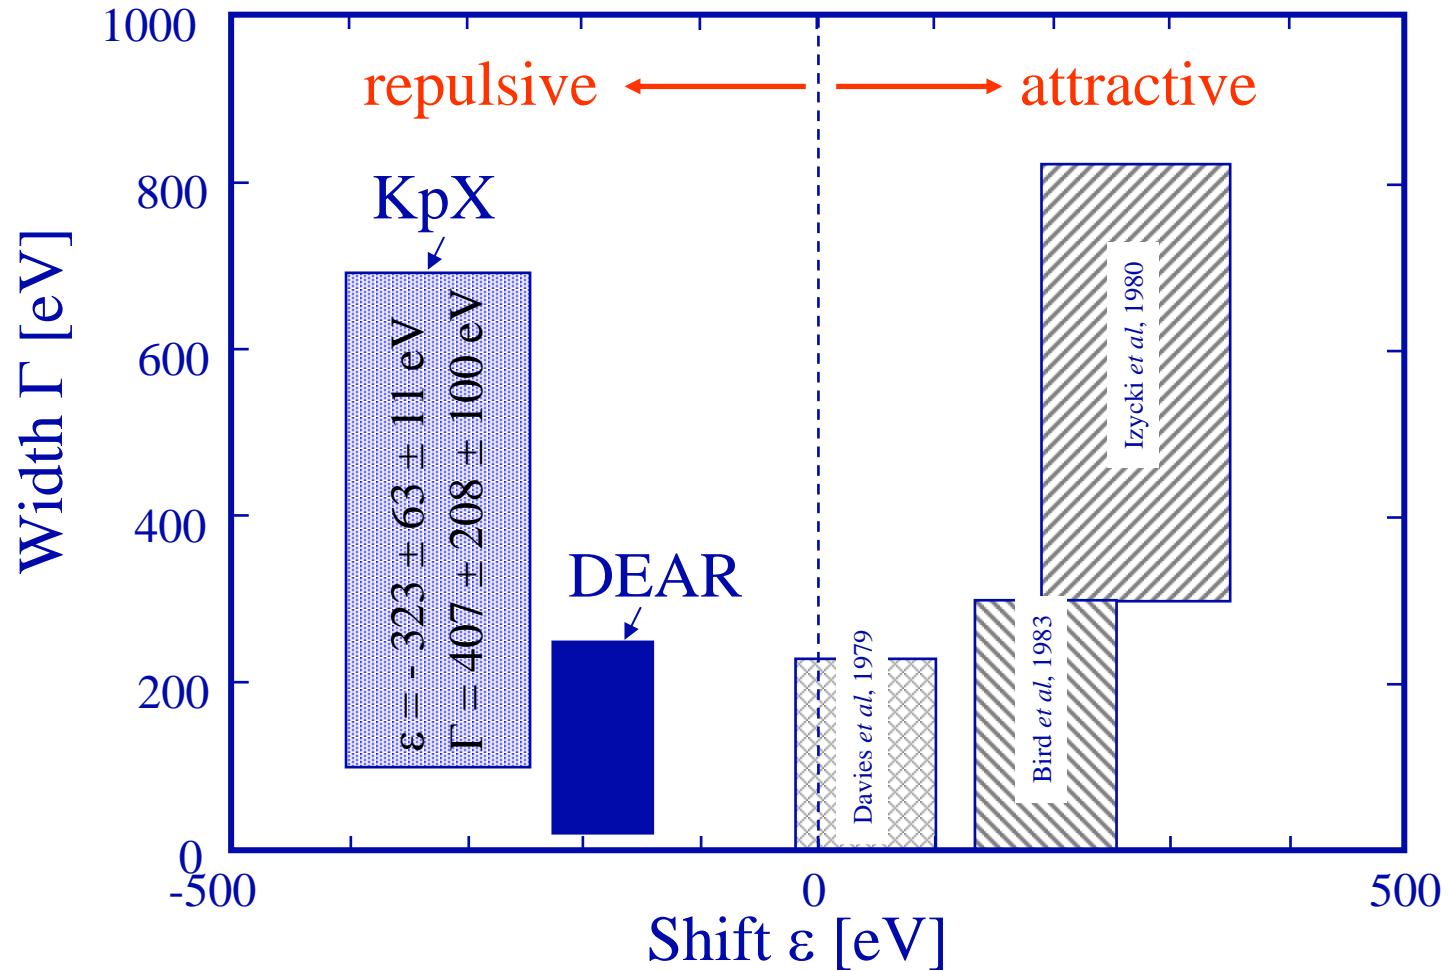 1000
800
600
400
200
0
-500
0
500
Width Γ [eV]
Shift ε [eV]
repulsive
attractive
KpX
ε = - 323 ± 63 ± 11 eV
Γ = 407 ± 208 ± 100 eV
DEAR
Davies et al, 1979
Bird et al, 1983
Izycki et al, 1980